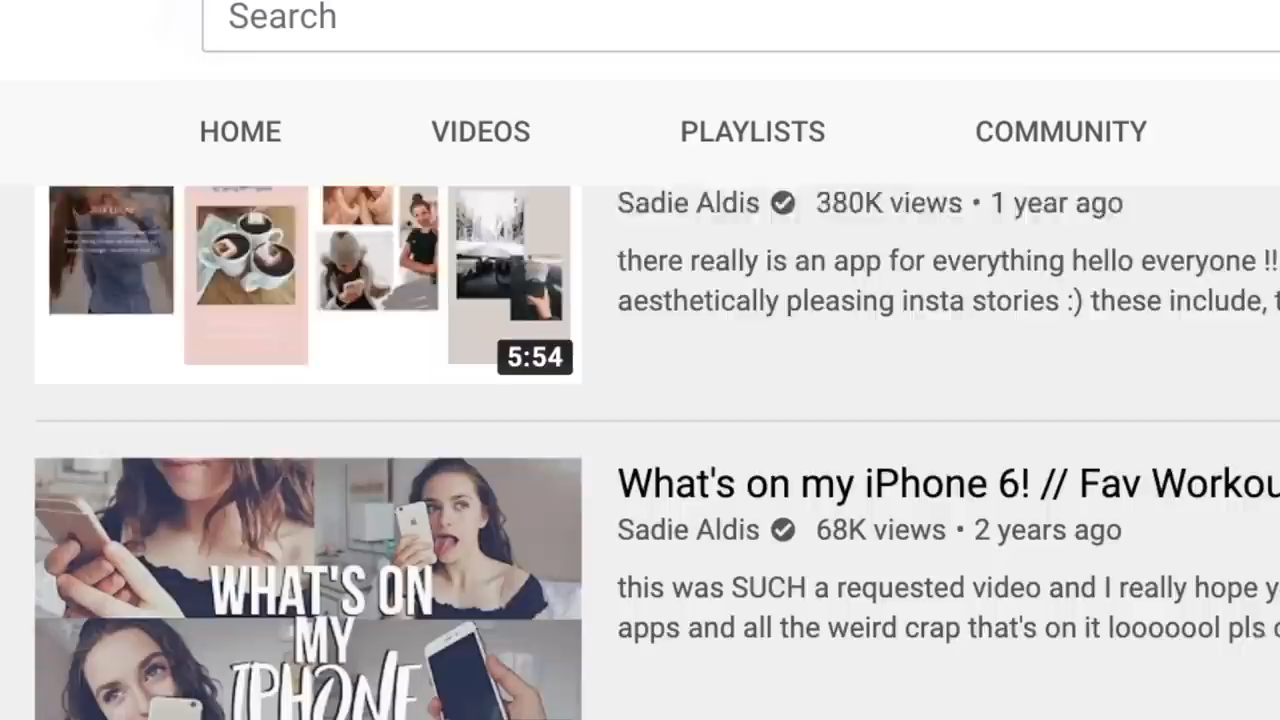 Search
HOME VIDEOS PLAYLISTS COMMUNITY
Sadie Aldis 380K views • 1 year ago
there really is an app for everything hello everyone !!
aesthetically pleasing insta stories :) these include,
5:54
What's on my iPhone 6! // Fav Workou
Sadie Aldis 68K views • 2 years ago
this was SUCH a requested video and I really hope y
apps and all the weird crap that's on it looooool pls
WHAT'S ON
MY
IPHONE